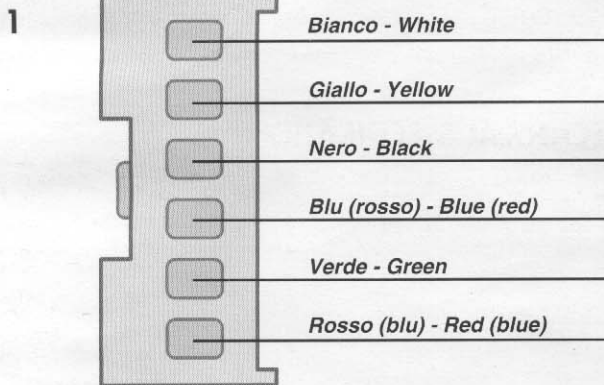 1
Bianco - White
Giallo - Yellow
Nero - Black
Blu (rosso) - Blue (red)
Verde - Green
Rosso (blu) - Red (blue)